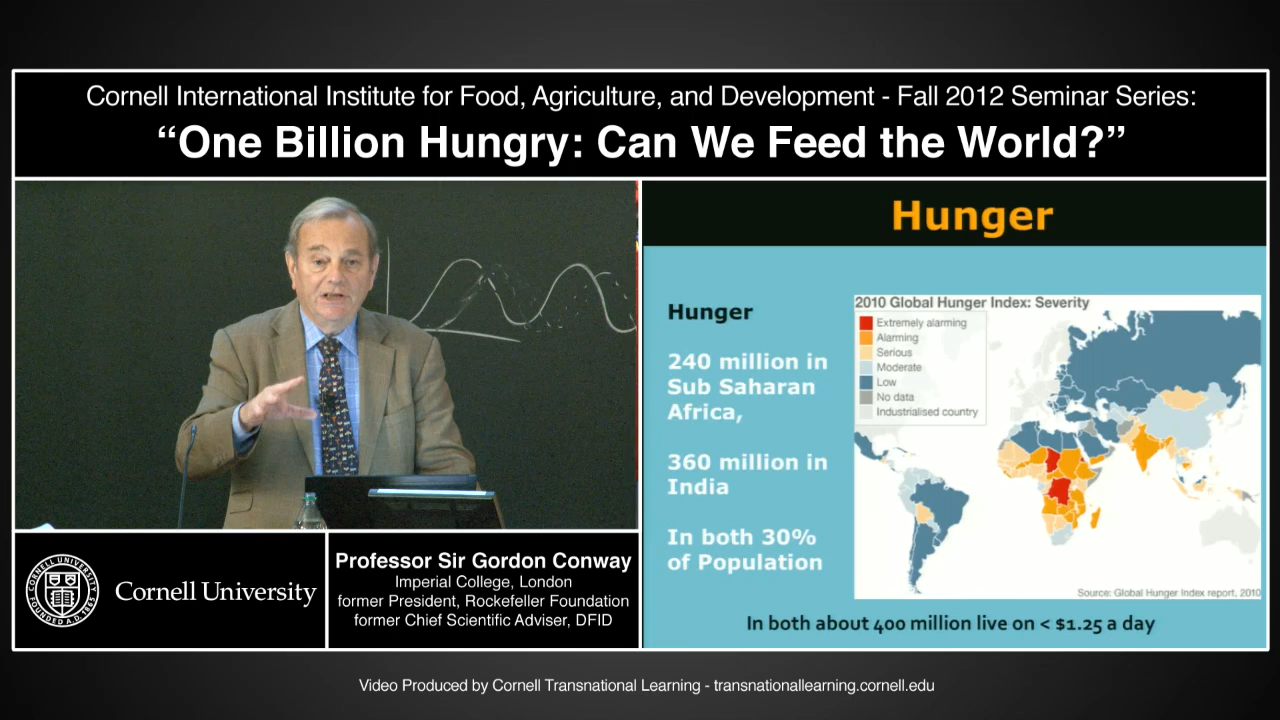 Cornell International Institute for Food, Agriculture, and Development - Fall 2012 Seminar Series:
“One Billion Hungry: Can We Feed the World?”
Hunger
Hunger
240 million in
Sub Saharan
Africa,
360 million in
India
In both 30%
of Population
2010 Global Hunger Index: Severity
Extremely alarming
Alarming
Serious
Moderate
Low
No data
Industrialised country
Source: Global Hunger Index report, 2010
In both about 400 million live on < $1.25 a day
CORNELL UNIVERSITY
FOUNDED A.D. 1865
Cornell University
Professor Sir Gordon Conway
Imperial College, London
former President, Rockefeller Foundation
former Chief Scientific Adviser, DFID
Video Produced by Cornell Transnational Learning - transnationallearning.cornell.edu